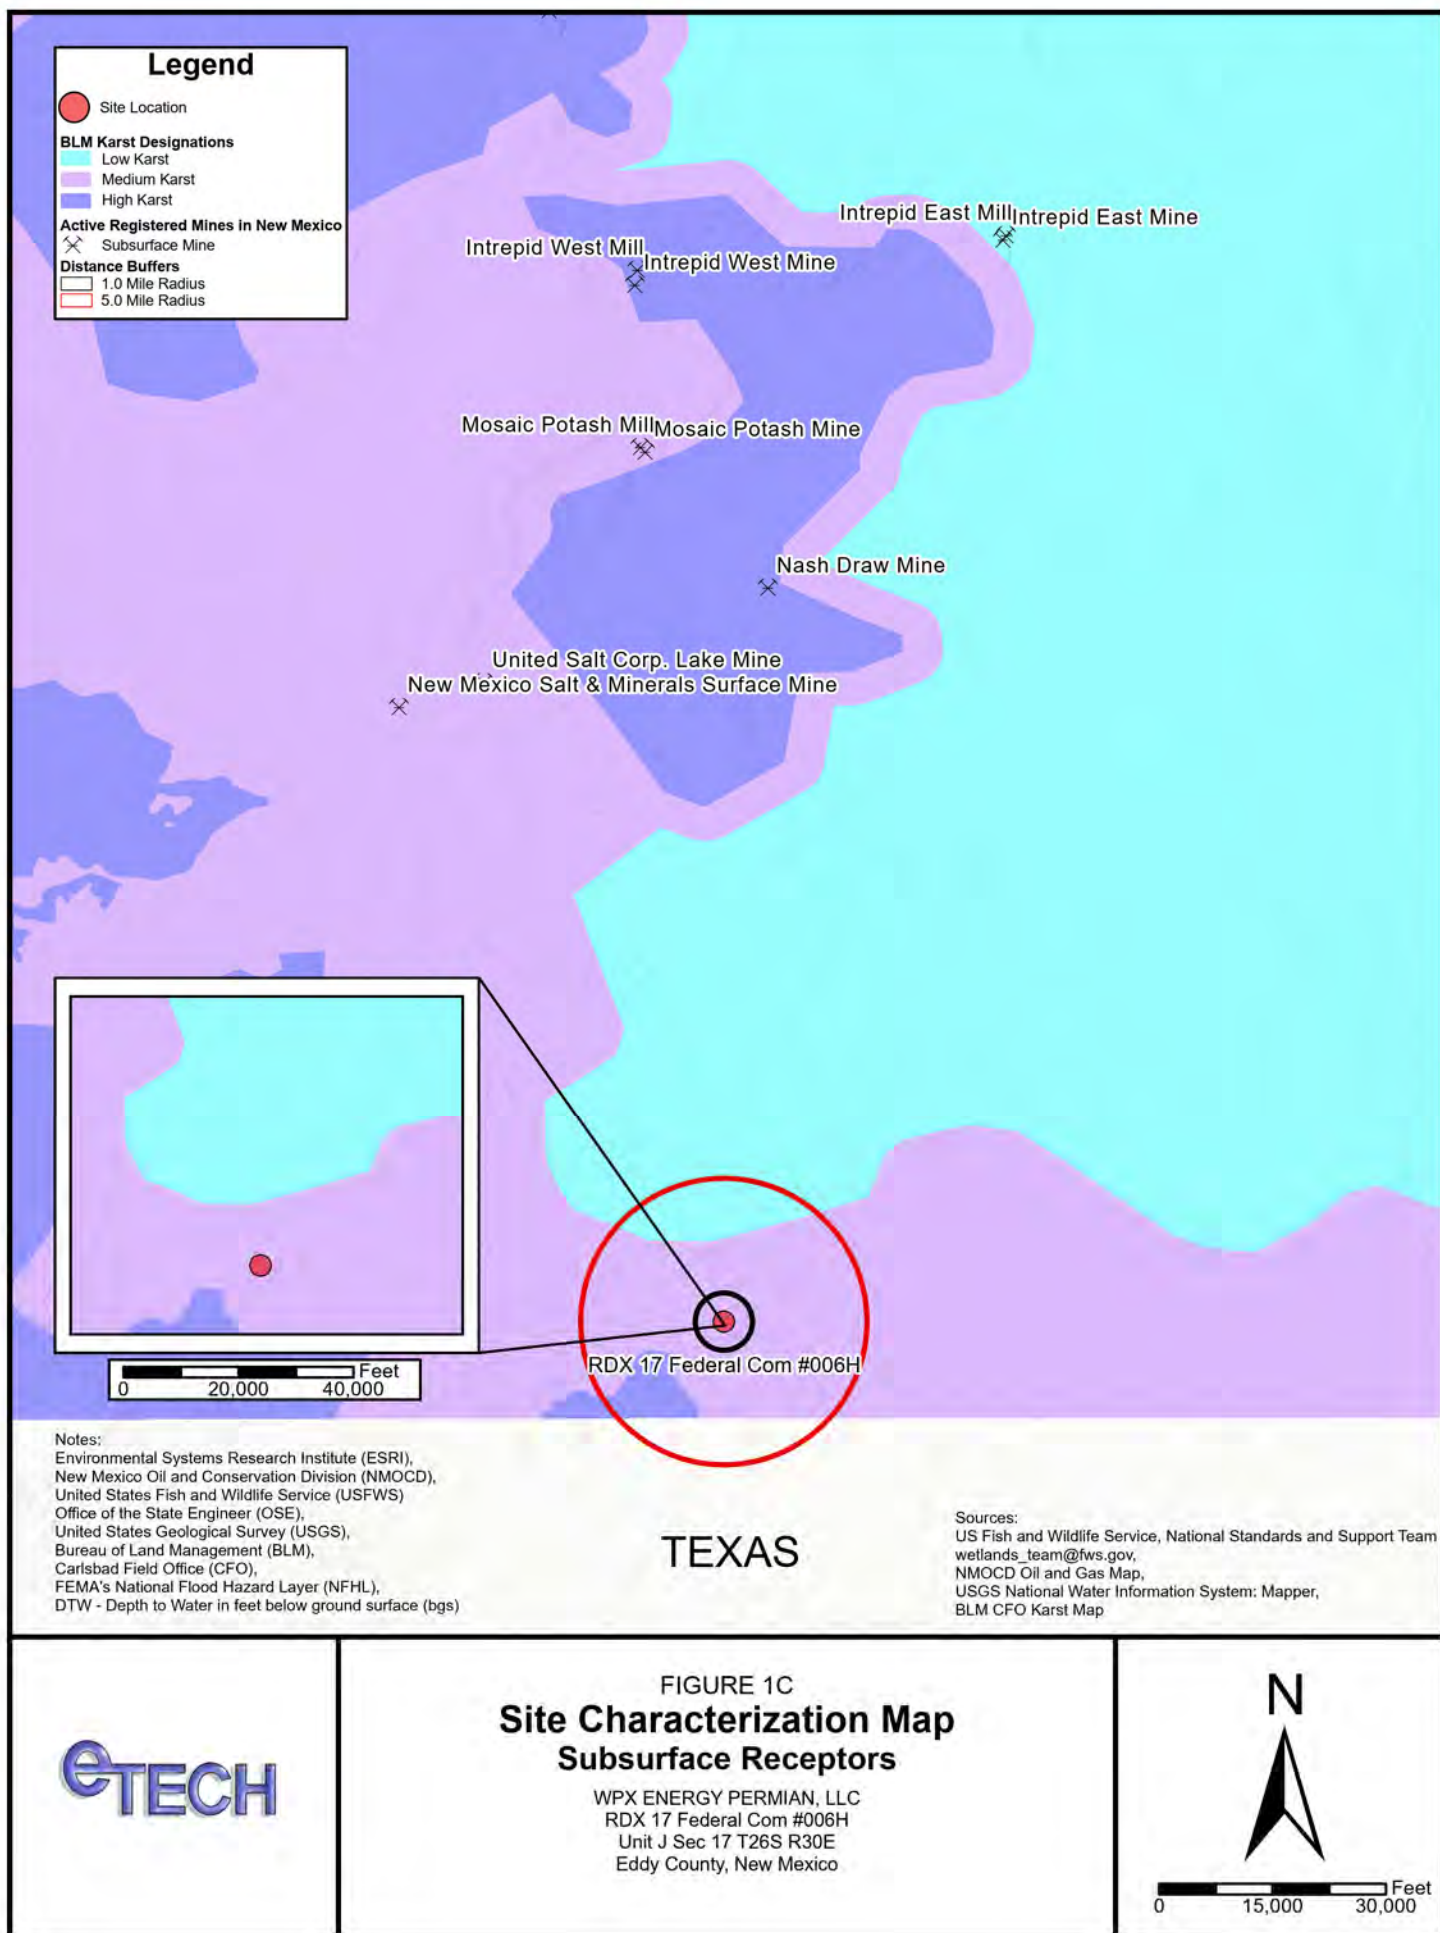 Legend
Site Location
BLM Karst Designations
Low Karst
Medium Karst
High Karst
Active Registered Mines in New Mexico
Subsurface Mine
Distance Buffers
1.0 Mile Radius
5.0 Mile Radius
Intrepid East Mill
Intrepid East Mine
Intrepid West Mill
Intrepid West Mine
Mosaic Potash Mill
Mosaic Potash Mine
Nash Draw Mine
United Salt Corp. Lake Mine
New Mexico Salt & Minerals Surface Mine
RDX 17 Federal Com #006H
Feet
0 20,000 40,000
Notes:
Environmental Systems Research Institute (ESRI),
New Mexico Oil and Conservation Division (NMOCD),
United States Fish and Wildlife Service (USFWS)
Office of the State Engineer (OSE),
United States Geological Survey (USGS),
Bureau of Land Management (BLM),
Carlsbad Field Office (CFO),
FEMA's National Flood Hazard Layer (NFHL),
DTW - Depth to Water in feet below ground surface (bgs)
TEXAS
Sources:
US Fish and Wildlife Service, National Standards and Support Team
wetlands_team@fws.gov,
NMOCD Oil and Gas Map,
USGS National Water Information System: Mapper,
BLM CFO Karst Map
eTECH
FIGURE 1C
Site Characterization Map
Subsurface Receptors
WPX ENERGY PERMIAN, LLC
RDX 17 Federal Com #006H
Unit J Sec 17 T26S R30E
Eddy County, New Mexico
N
Feet
0 15,000 30,000